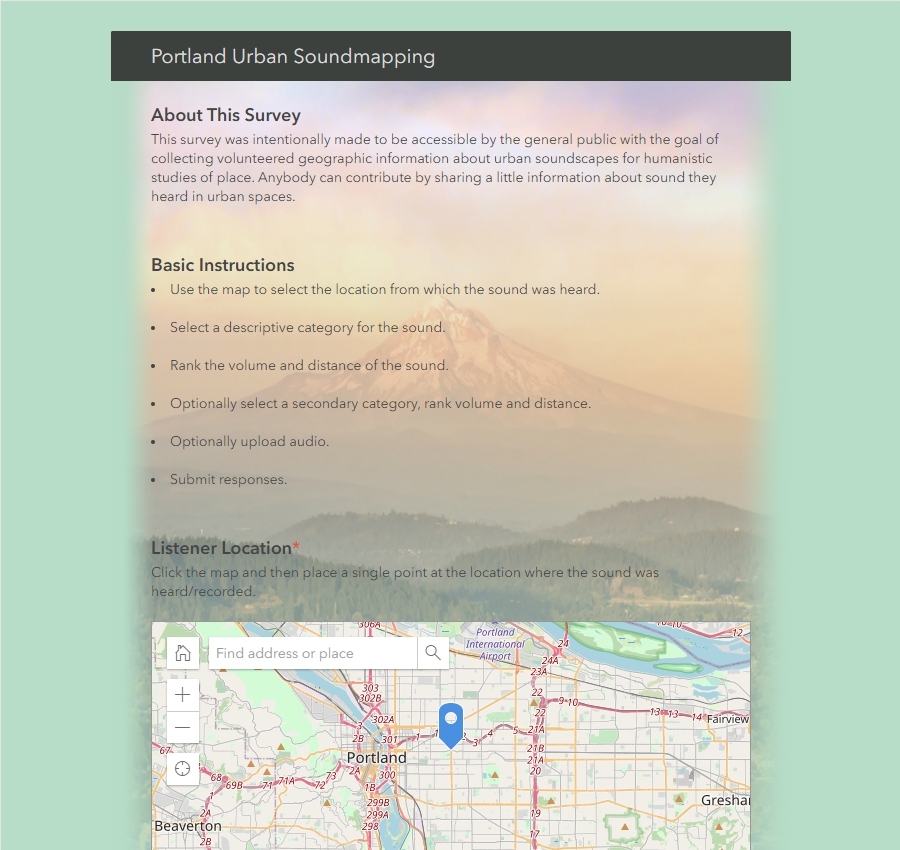 Portland Urban Soundmapping
About This Survey
This survey was intentionally made to be accessible by the general public with the goal of
collecting volunteered geographic information about urban soundscapes for humanistic
studies of place. Anybody can contribute by sharing a little information about sound they
heard in urban spaces.
Basic Instructions
• Use the map to select the location from which the sound was heard.
• Select a descriptive category for the sound.
• Rank the volume and distance of the sound.
• Optionally select a secondary category, rank volume and distance.
• Optionally upload audio.
• Submit responses.
Listener Location*
Click the map and then place a single point at the location where the sound was
heard/recorded.
306A
Portland
International
Airport
12
24
Find address or place
24A
23A
303
302B
22
9-10
302A
13
13
14
Fairview
3
2B
301
1
3
4
5
21A
67
21B
Portland
21A
2A
20
68
69B
71
71A
72
73
300
1B
299B
Gresha
2A
299A
19
Beaverton
298
17
2B